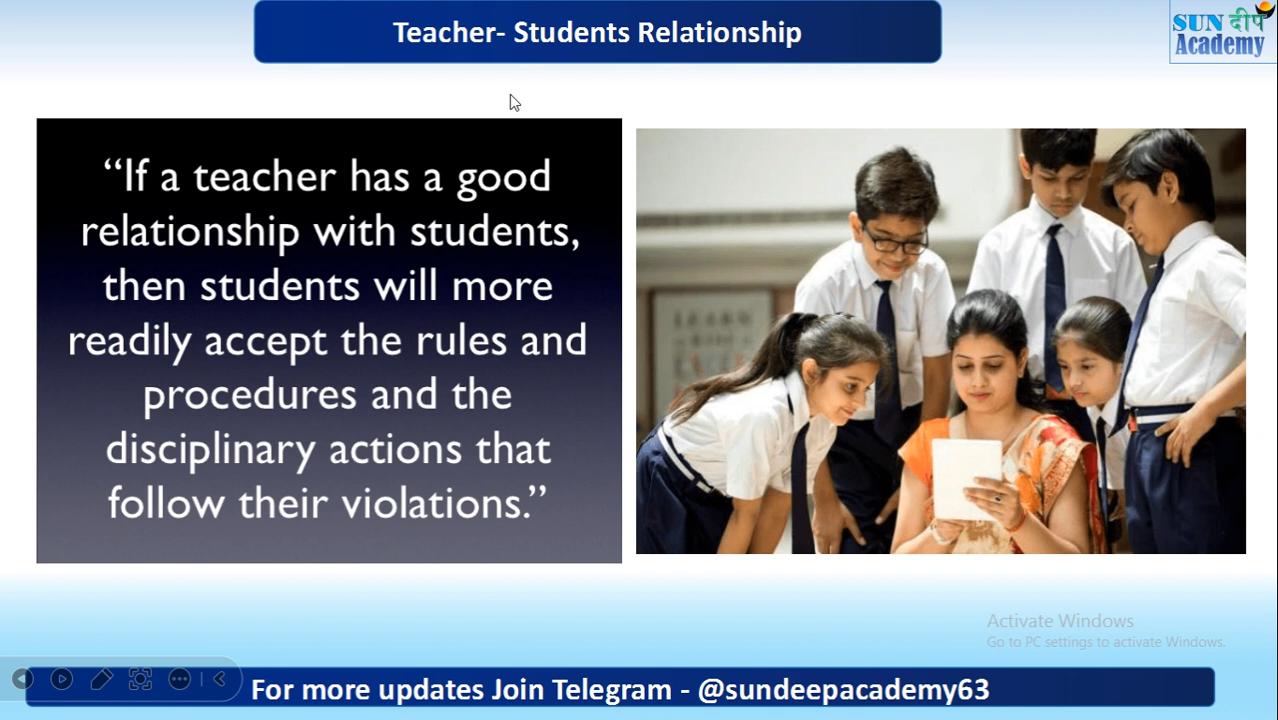 Teacher- Students Relationship
SUN दीप
Academy
“If a teacher has a good
relationship with students,
then students will more
readily accept the rules and
procedures and the
disciplinary actions that
follow their violations.”
LEARN
Activate Windows
Go to PC settings to activate Windows.
For more updates Join Telegram - @sundeepacademy63